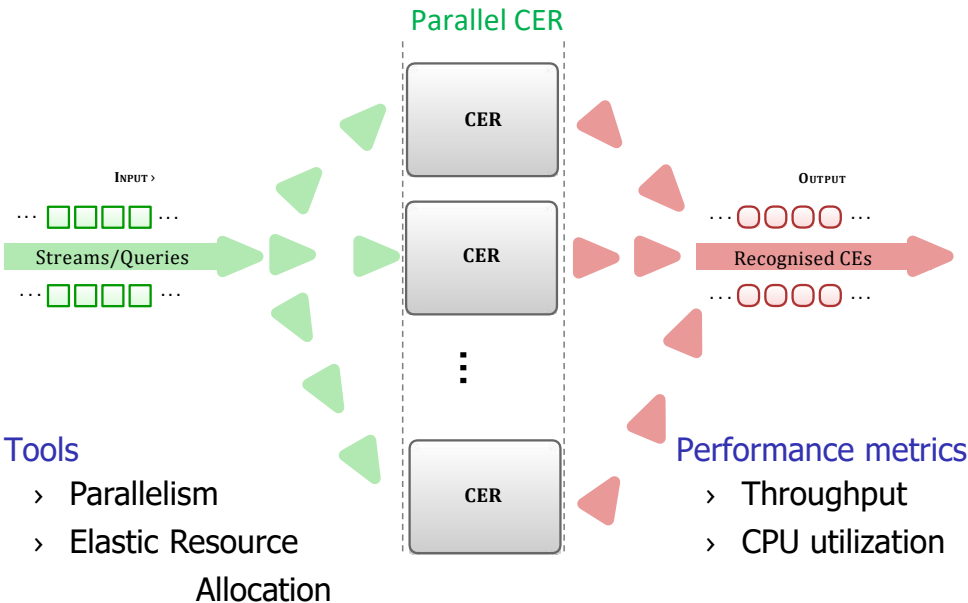 Parallel CER
CER
INPUT ›
OUTPUT
... ...
... ...
CER
Streams/Queries
Recognised CEs
... ...
... ...
⋮
Tools
Performance metrics
CER
› Parallelism
› Throughput
› Elastic Resource
› CPU utilization
Allocation